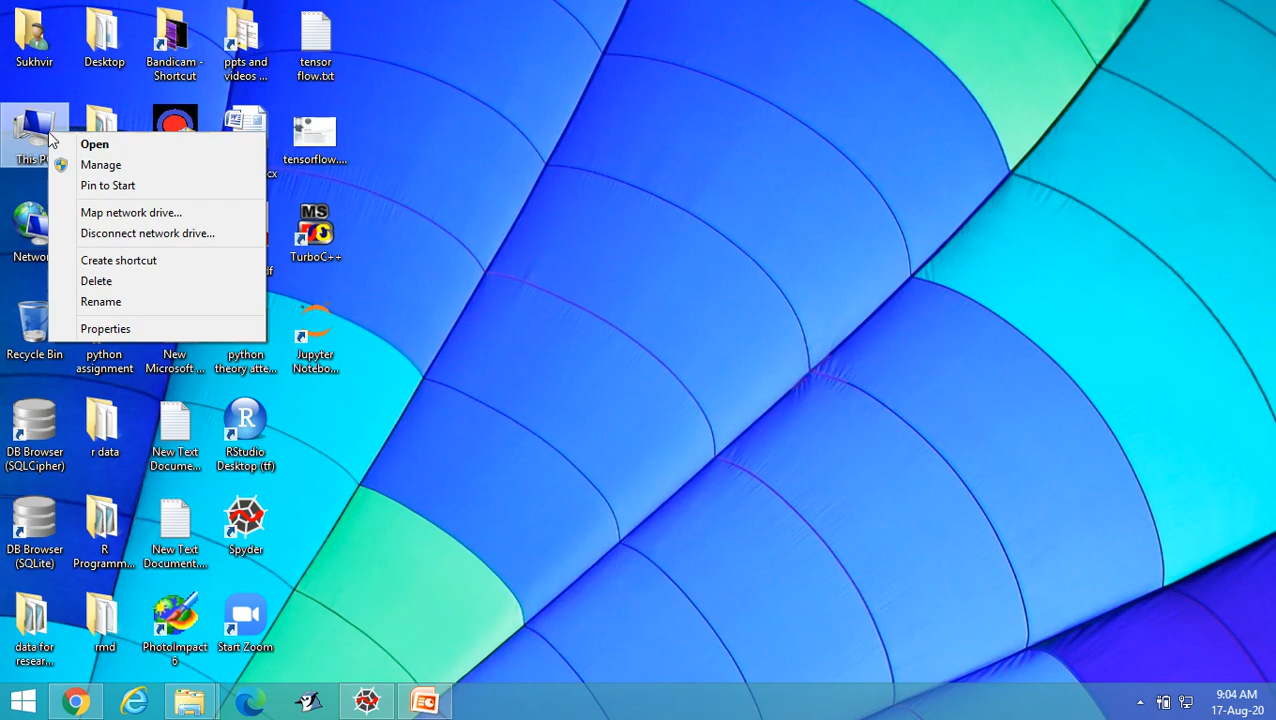 Sukhvir
Desktop
Bandicam -
Shortcut
ppts and
videos ...
tensor
flow.txt
This
tensorflow....
cx
Open
Manage
Pin to Start
Map network drive...
Disconnect network drive...
Create shortcut
Delete
Rename
Properties
MS
TurboC++
df
Recycle Bin
python
assignment
New
Microsoft ...
python
theory atte...
Jupyter
Notebo...
DB Browser
(SQLCipher)
r data
New Text
Docume...
R
RStudio
Desktop (tf)
DB Browser
(SQLite)
R
Programm...
New Text
Document....
Spyder
data for
resear...
rmd
PhotoImpact
6
Start Zoom
9:04 AM
17-Aug-20